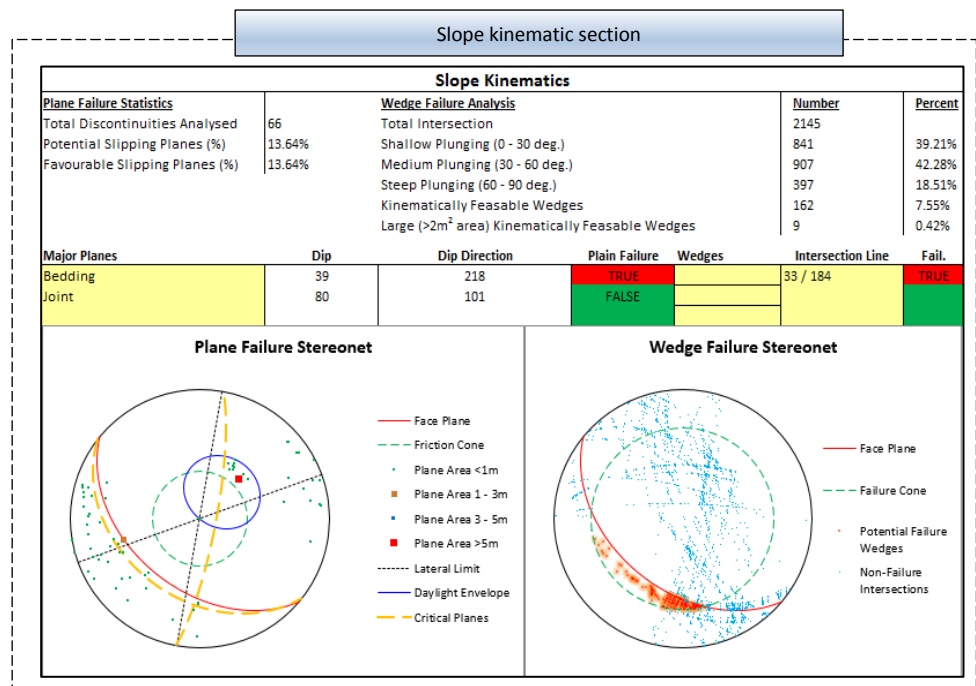 Slope kinematic section
Slope Kinematics
Plane Failure Statistics Wedge Failure Analysis Number Percent
Total Discontinuities Analysed 66 Total Intersection 2145
Potential Slipping Planes (%) 13.64% Shallow Plunging (0 - 30 deg.) 841 39.21%
Favourable Slipping Planes (%) 13.64% Medium Plunging (30 - 60 deg.) 907 42.28%
Steep Plunging (60 - 90 deg.) 397 18.51%
Kinematically Feasable Wedges 162 7.55%
Large (>2m² area) Kinematically Feasable Wedges 9 0.42%
Major Planes Dip Dip Direction Plain Failure Wedges Intersection Line Fail.
Bedding 39 218 TRUE 33 / 184 TRUE
Joint 80 101 FALSE
Plane Failure Stereonet
Face Plane
Friction Cone
Plane Area <1m
Plane Area 1 - 3m
Plane Area 3 - 5m
Plane Area >5m
Lateral Limit
Daylight Envelope
Critical Planes
Wedge Failure Stereonet
Face Plane
Failure Cone
Potential Failure
Wedges
Non-Failure
Intersections